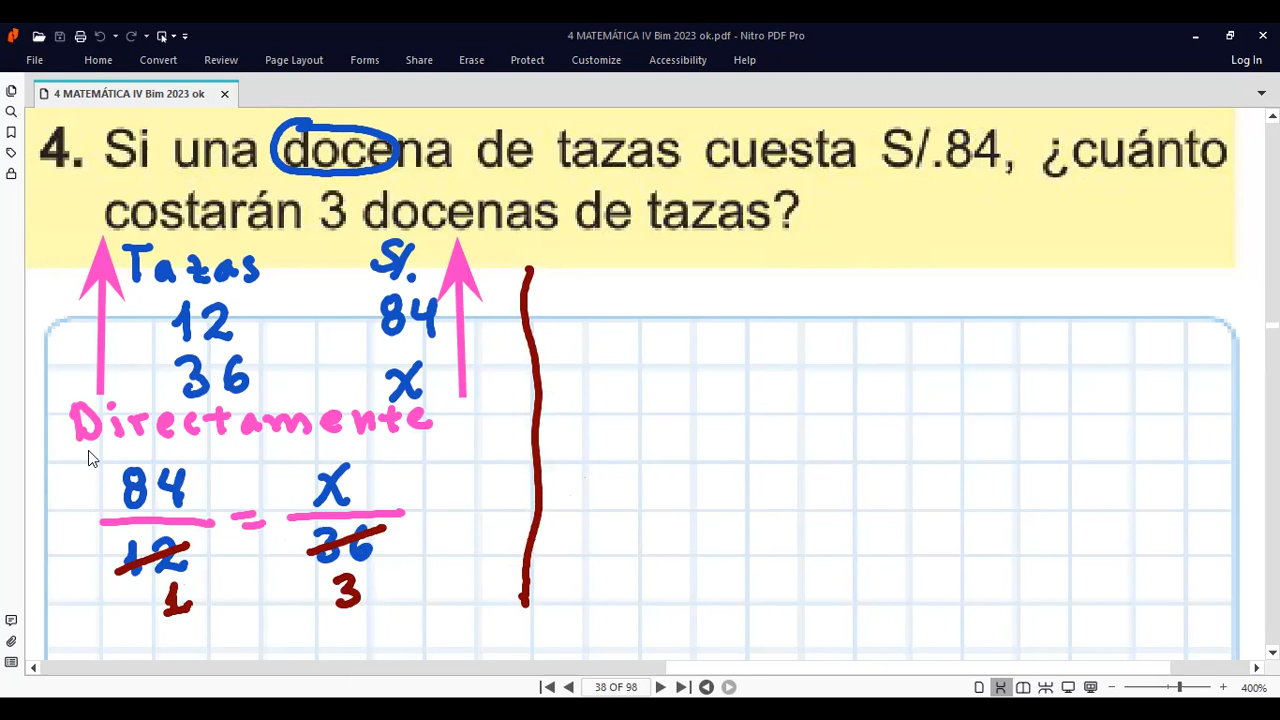 4 MATEMÁTICA IV Bim 2023 ok.pdf - Nitro PDF Pro
File Home Convert Review Page Layout Forms Share Erase Protect Customize Accessibility Help Log In
4 MATEMÁTICA IV Bim 2023 ok
4. Si una docena de tazas cuesta S/.84, ¿cuánto
costarán 3 docenas de tazas?
Tazas S/.
12 84
36 x
Directamente
84 = x
12 36
1 3
38 OF 98 400%